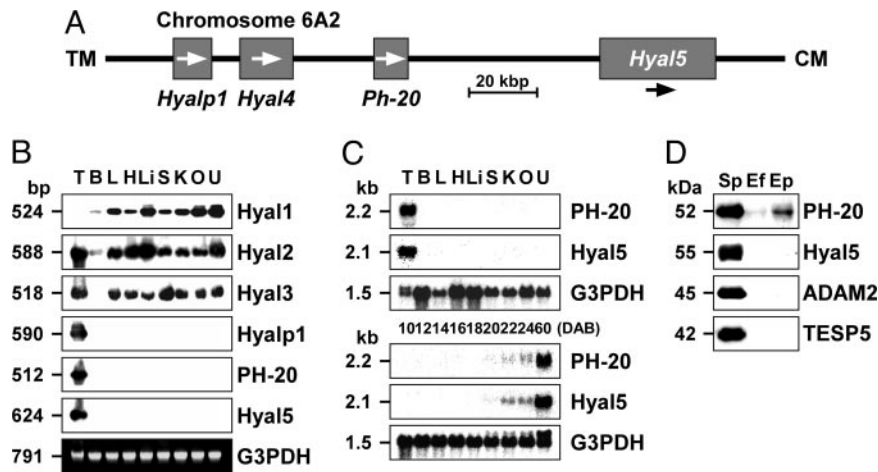 A
Chromosome 6A2
TM
Hyal5
CM
Hyalp1 Hyal4 Ph-20
20 kbp
B
T B L H Li S K O U
bp
524 Hyal1
588 Hyal2
518 Hyal3
590 Hyalp1
512 PH-20
624 Hyal5
791 G3PDH
C
T B L H Li S K O U
kb
2.2 PH-20
2.1 Hyal5
1.5 G3PDH
kb 10 12 14 16 18 20 22 24 60 (DAB)
2.2 PH-20
2.1 Hyal5
1.5 G3PDH
D
Sp Ef Ep
kDa
52 PH-20
55 Hyal5
45 ADAM2
42 TESP5